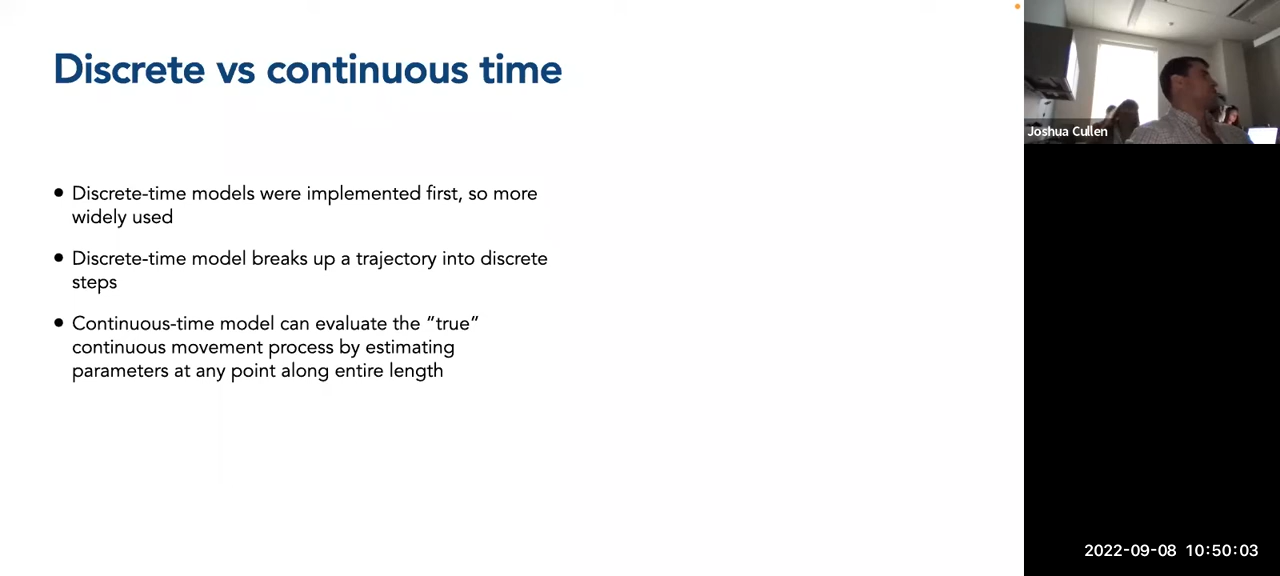 Discrete vs continuous time
• Discrete-time models were implemented first, so more
widely used
• Discrete-time model breaks up a trajectory into discrete
steps
• Continuous-time model can evaluate the “true”
continuous movement process by estimating
parameters at any point along entire length
Joshua Cullen
2022-09-08 10:50:03